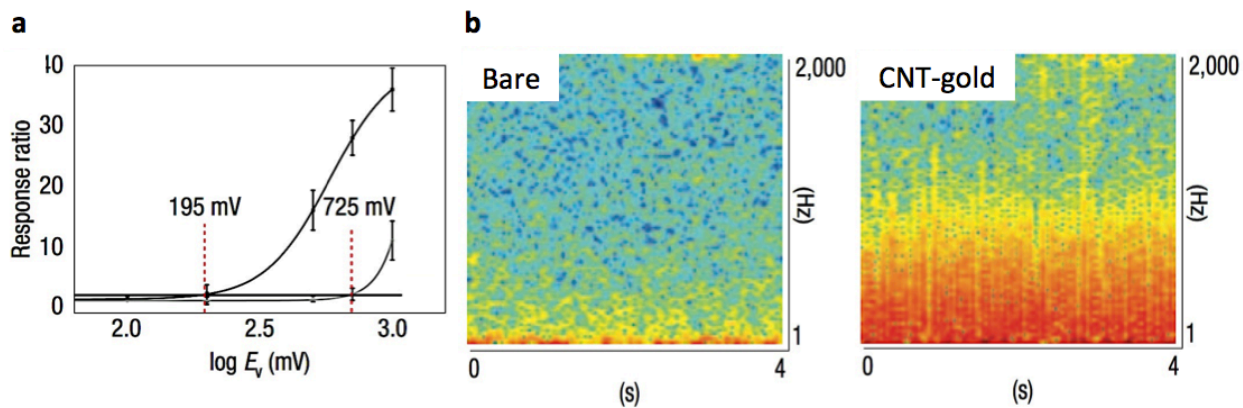 a
Response ratio
40
30
20
10
0
195 mV
725 mV
2.0
2.5
3.0
log Ev (mV)
b
Bare
2,000
(Hz)
1
0
4
(s)
CNT-gold
2,000
(Hz)
1
0
4
(s)